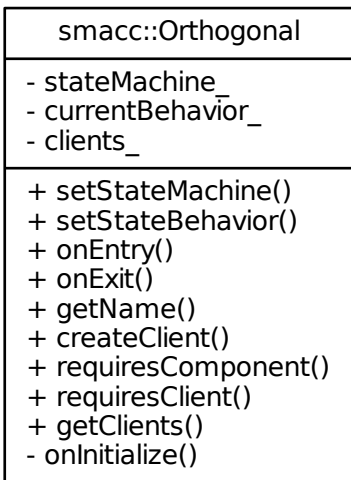 smacc::Orthogonal
- stateMachine_
- currentBehavior_
- clients_
+ setStateMachine()
+ setStateBehavior()
+ onEntry()
+ onExit()
+ getName()
+ createClient()
+ requiresComponent()
+ requiresClient()
+ getClients()
- onInitialize()